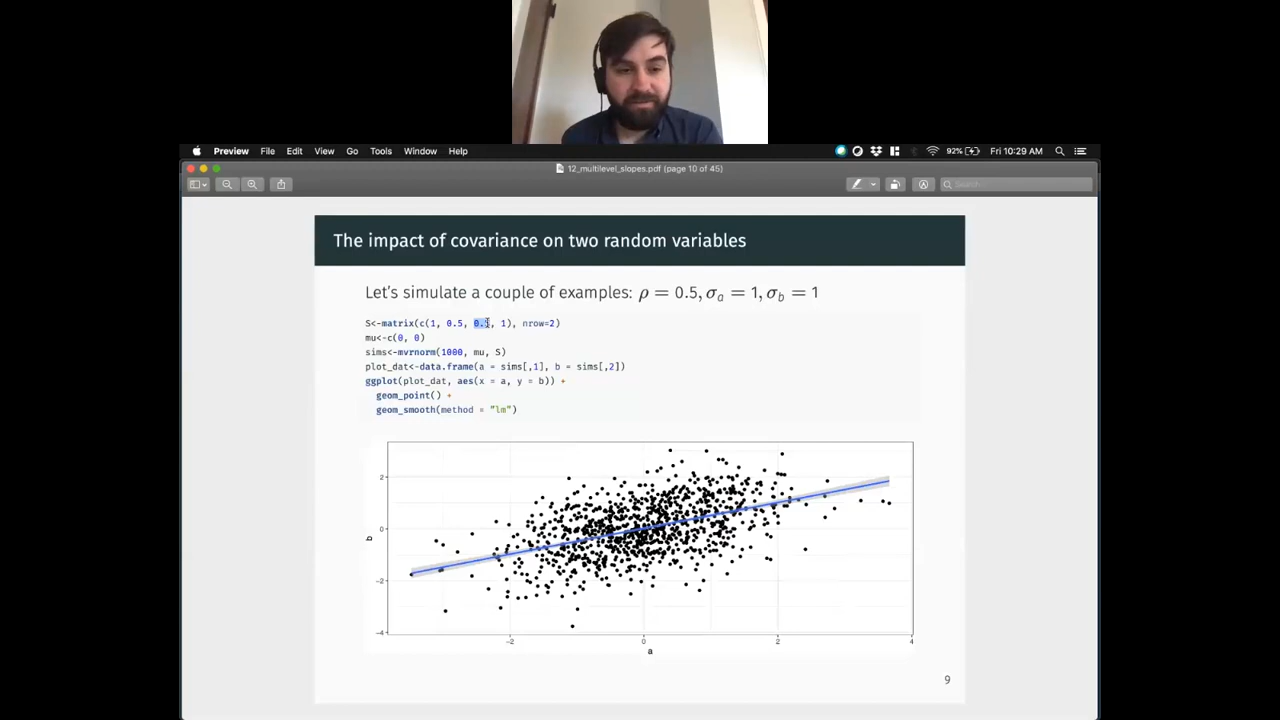 Preview File Edit View Go Tools Window Help 92% Fri 10:29 AM
12_multilevel_slopes.pdf (page 10 of 45)
Search
The impact of covariance on two random variables
Let's simulate a couple of examples: ρ = 0.5, σa = 1, σb = 1
S<-matrix(c(1, 0.5, 0.5, 1), nrow=2)
mu<-c(0, 0)
sims<-mvrnorm(1000, mu, S)
plot_dat<-data.frame(a = sims[,1], b = sims[,2])
ggplot(plot_dat, aes(x = a, y = b)) +
geom_point() +
geom_smooth(method = "lm")
2
0
b
-2
-4
-2 0 2 4
a
9